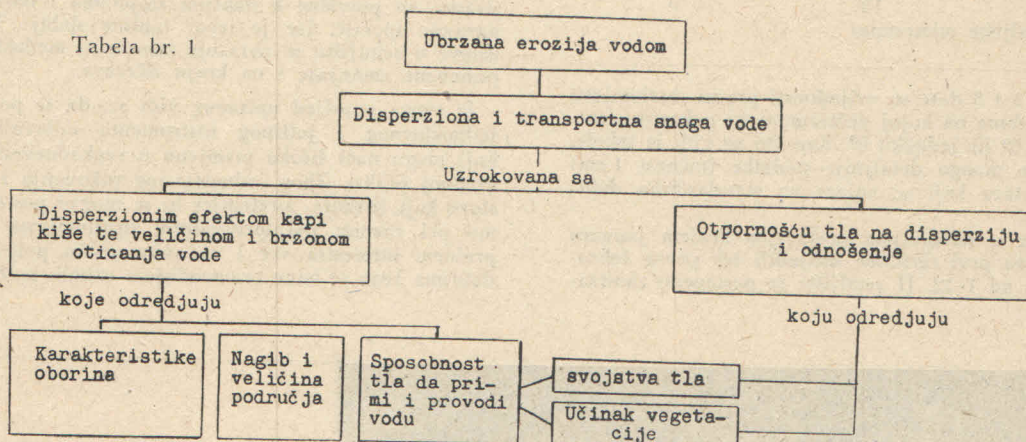 Tabela br. 1
Ubrzana erozija vodom
Disperziona i transportna snaga vode
Uzrokovana sa
Disperzionim efektom kapi
kiše te veličinom i brzonom
oticanja vode
Otpornošću tla na disperziju
i odnošenje
koje odredjuju
koju odredjuju
Karakteristike
oborina
Nagib i
veličina
područja
Sposobnost
tla da pri-
mi i provodi
vodu
svojstva tla
Učinak vegeta-
cije